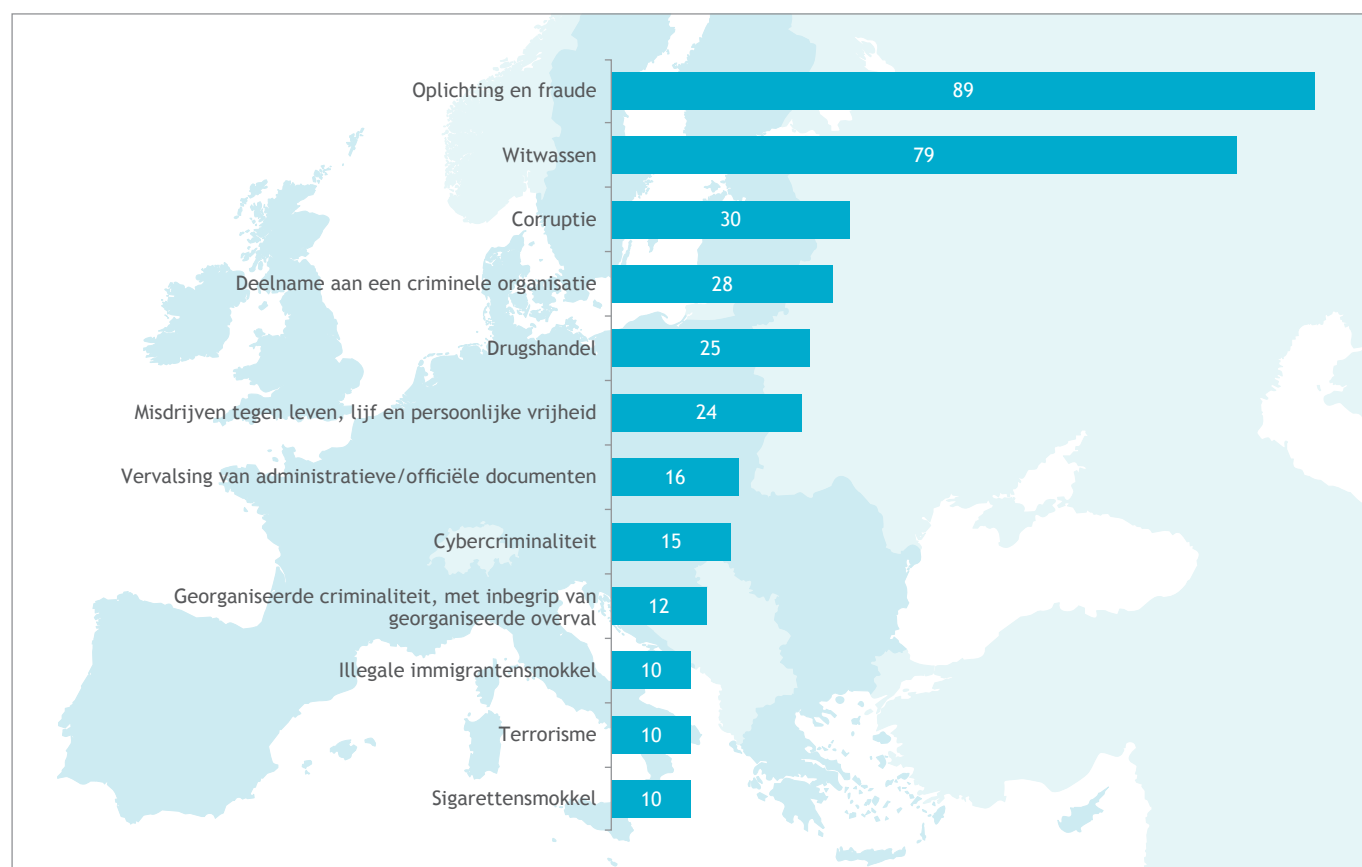 Oplichting en fraude 89
Witwassen 79
Corruptie 30
Deelname aan een criminele organisatie 28
Drugshandel 25
Misdrijven tegen leven, lijf en persoonlijke vrijheid 24
Vervalsing van administratieve/officiële documenten 16
Cybercriminaliteit 15
Georganiseerde criminaliteit, met inbegrip van
georganiseerde overval 12
Illegale immigrantensmokkel 10
Terrorisme 10
Sigarettensmokkel 10